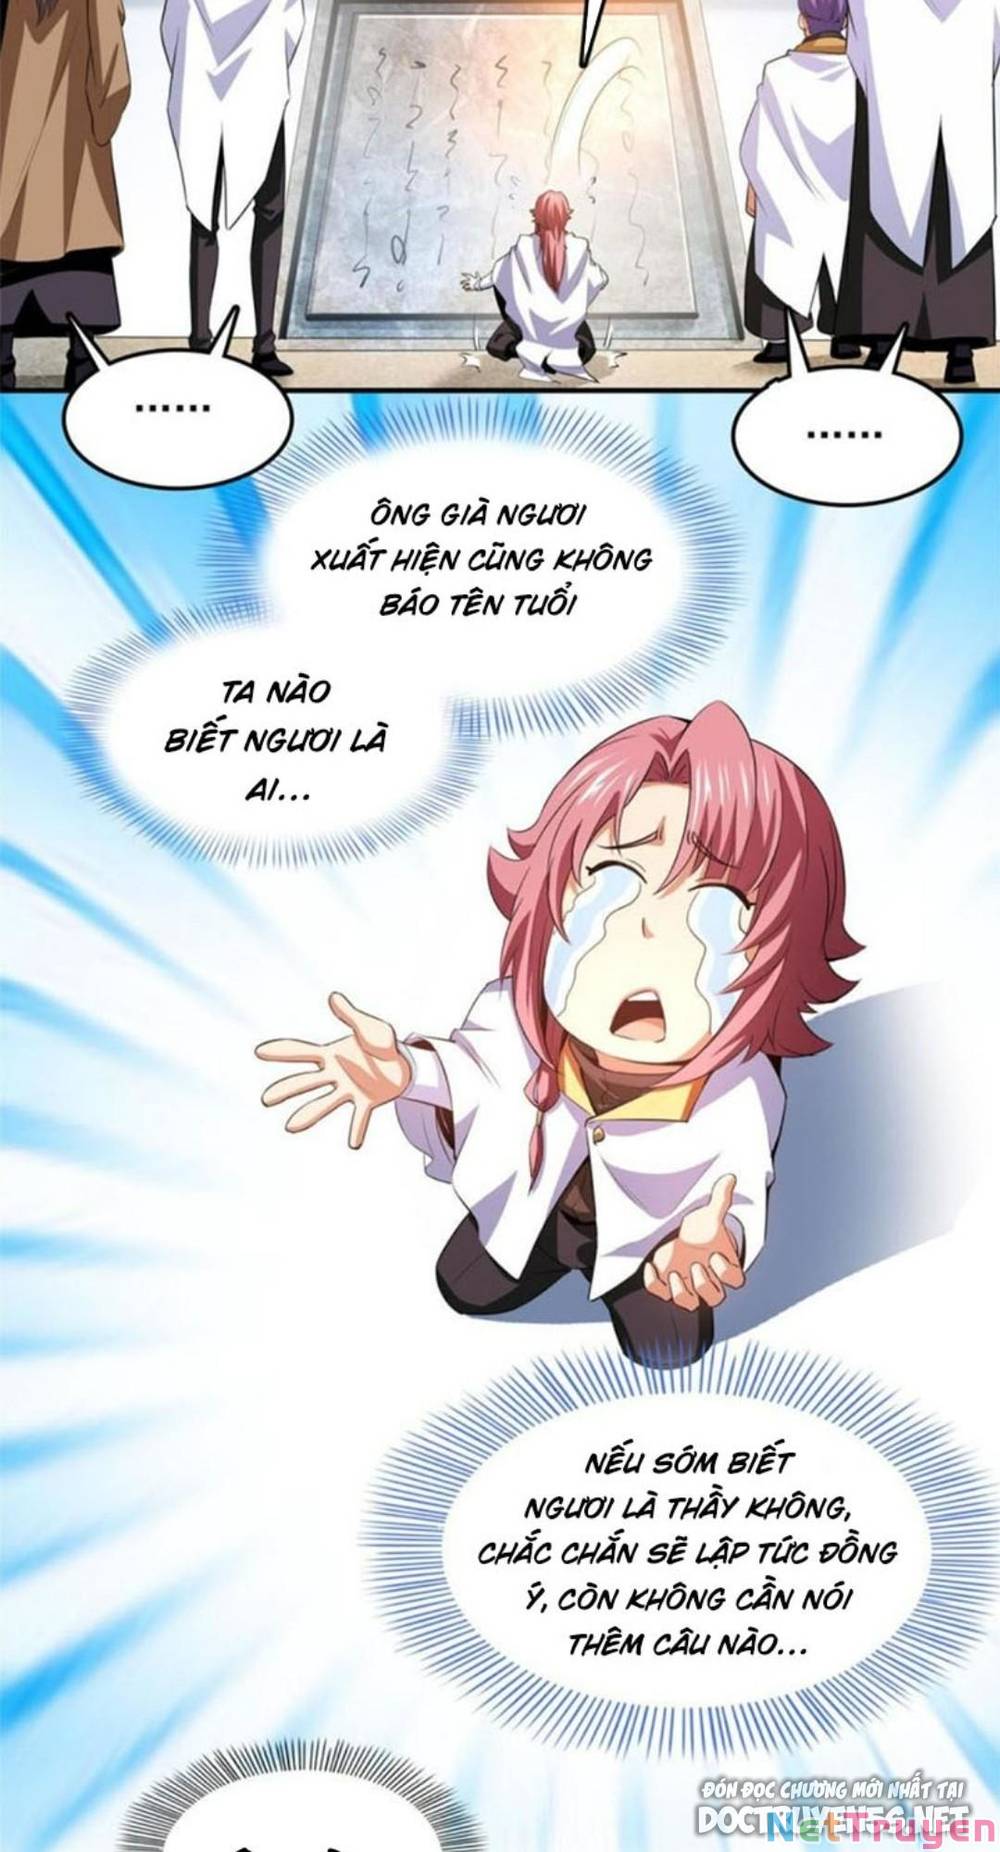 ......
......
ÔNG GIÀ NGƯƠI
XUẤT HIỆN CŨNG KHÔNG
BÁO TÊN TUỔI
TA NÀO
BIẾT NGƯƠI LÀ
AI...
NẾU SỚM BIẾT
NGƯƠI LÀ THẦY KHÔNG,
CHẮC CHẮN SẼ LẬP TỨC ĐỒNG
Ý, CÒN KHÔNG CẦN NÓI
THÊM CÂU NÀO...
ĐÓN ĐỌC CHƯƠNG MỚI NHẤT TẠI
DOCTRUYEN5S.NET
NetTruyen